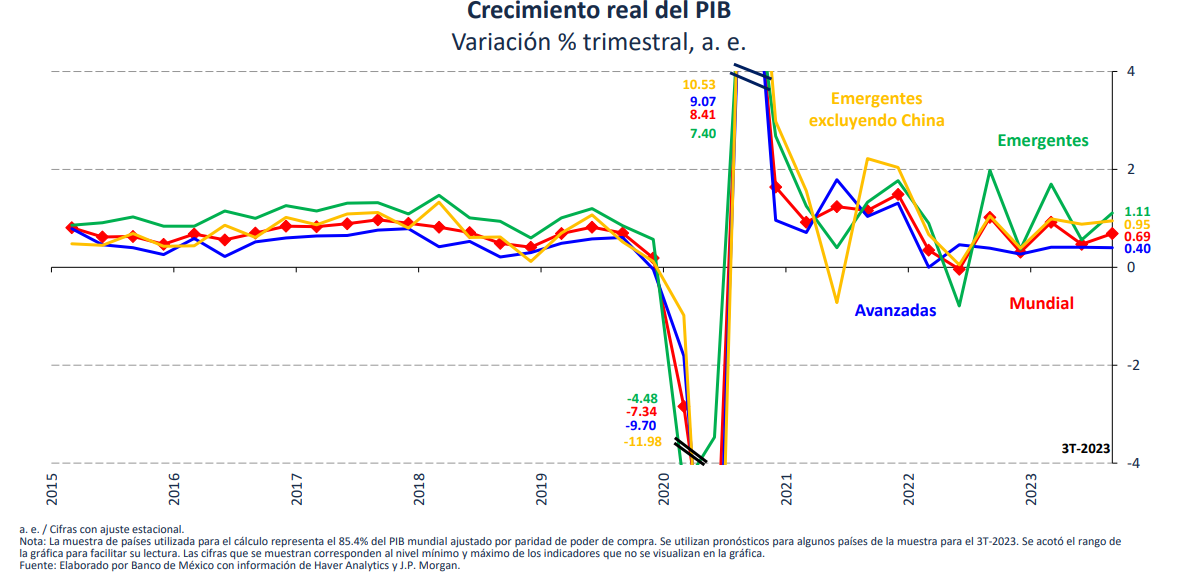 Crecimiento real del PIB
Variación % trimestral, a. e.
10.53
9.07
8.41
7.40
Emergentes
excluyendo China
Emergentes
4
2
1.11
0.95
0.69
0.40
0
Avanzadas
Mundial
-2
-4.48
-7.34
-9.70
-11.98
3T-2023
-4
2015
2016
2017
2018
2019
2020
2021
2022
2023
a. e. / Cifras con ajuste estacional.
Nota: La muestra de países utilizada para el cálculo representa el 85.4% del PIB mundial ajustado por paridad de poder de compra. Se utilizan pronósticos para algunos países de la muestra para el 3T-2023. Se acotó el rango de
la gráfica para facilitar su lectura. Las cifras que se muestran corresponden al nivel mínimo y máximo de los indicadores que no se visualizan en la gráfica.
Fuente: Elaborado por Banco de México con información de Haver Analytics y J.P. Morgan.